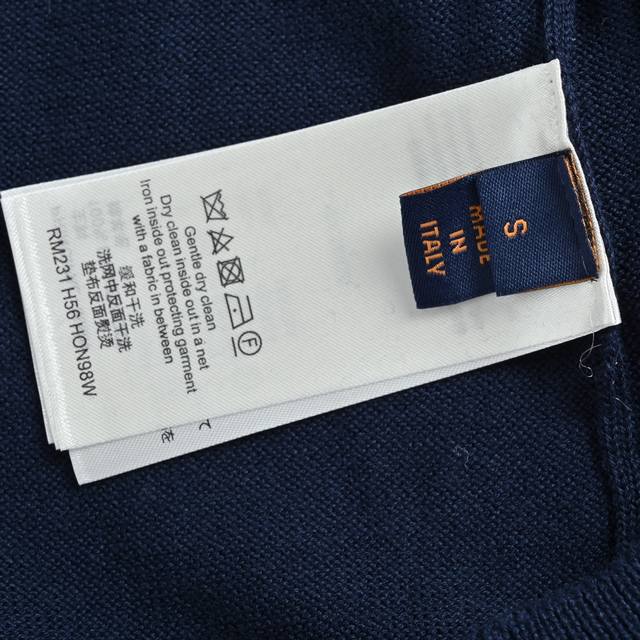 Gentle dry clean
Dry clean inside out in a net
Iron inside out protecting garment
with a fabric in between
缓和干洗
洗网中反面干洗
垫布反面熨烫
RM231 H56 HON98W
F
MADE
IN
ITALY
S